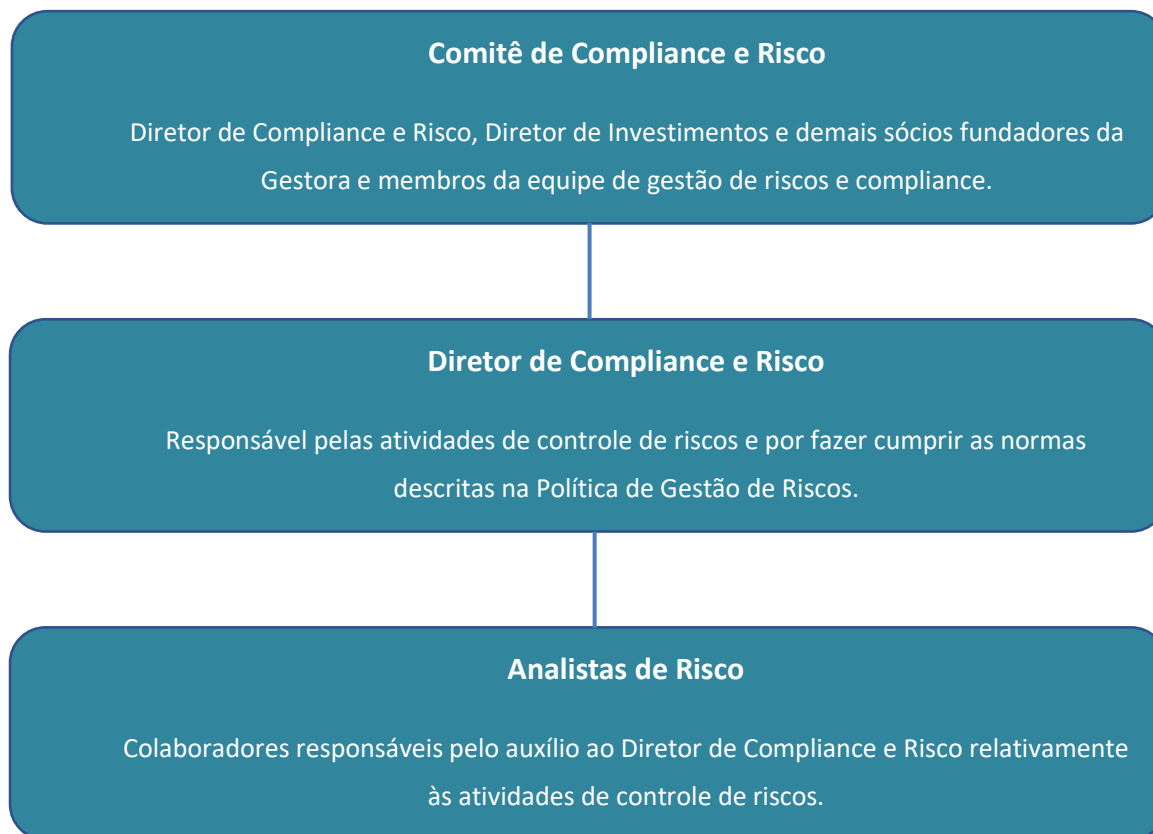 Comitê de Compliance e Risco
Diretor de Compliance e Risco, Diretor de Investimentos e demais sócios fundadores da
Gestora e membros da equipe de gestão de riscos e compliance.
Diretor de Compliance e Risco
Responsável pelas atividades de controle de riscos e por fazer cumprir as normas
descritas na Política de Gestão de Riscos.
Analistas de Risco
Colaboradores responsáveis pelo auxílio ao Diretor de Compliance e Risco relativamente
às atividades de controle de riscos.